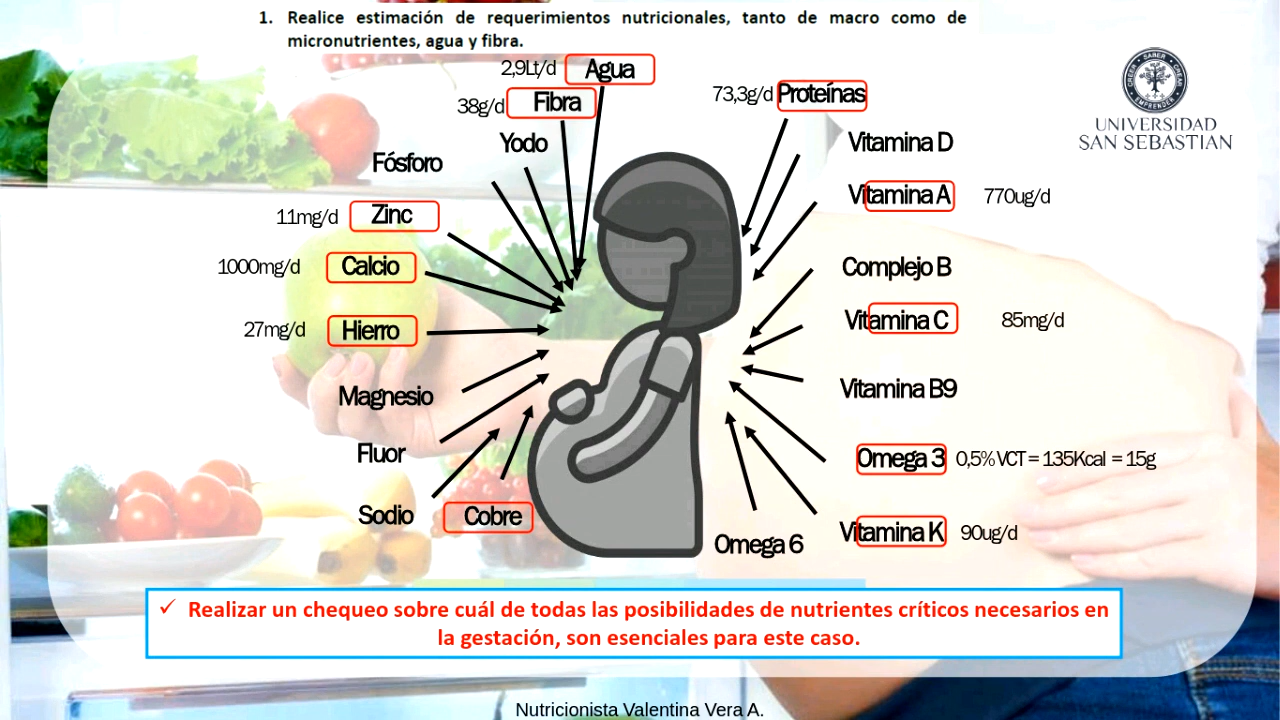 1. Realice estimación de requerimientos nutricionales, tanto de macro como de
micronutrientes, agua y fibra.
2,9Lt/d Agua
38g/d Fibra
Yodo
Fósforo
11mg/d Zinc
1000mg/d Calcio
27mg/d Hierro
Magnesio
Fluor
Sodio
Cobre
73,3g/d Proteínas
Vitamina D
Vitamina A 770ug/d
Complejo B
Vitamina C 85mg/d
Vitamina B9
Omega 3 0,5% VCT = 135Kcal = 15g
Vitamina K 90ug/d
Omega 6
CREER SABER CREAR
EMPRENDER
UNIVERSIDAD
SAN SEBASTIAN
✓ Realizar un chequeo sobre cuál de todas las posibilidades de nutrientes críticos necesarios en
la gestación, son esenciales para este caso.
Nutricionista Valentina Vera A.